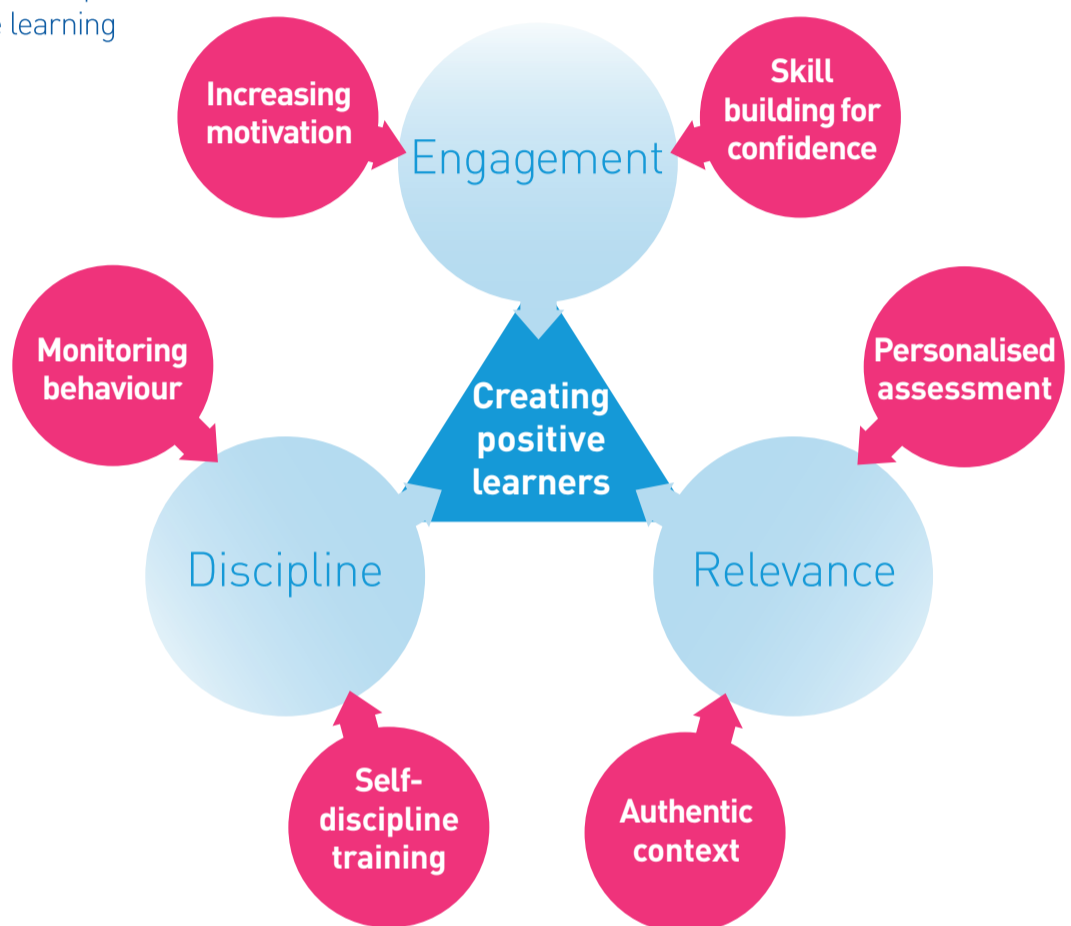 learning
Increasing
motivation
Skill
building for
confidence
Engagement
Monitoring
behaviour
Personalised
assessment
Creating
positive
learners
Discipline
Relevance
Self-
discipline
training
Authentic
context